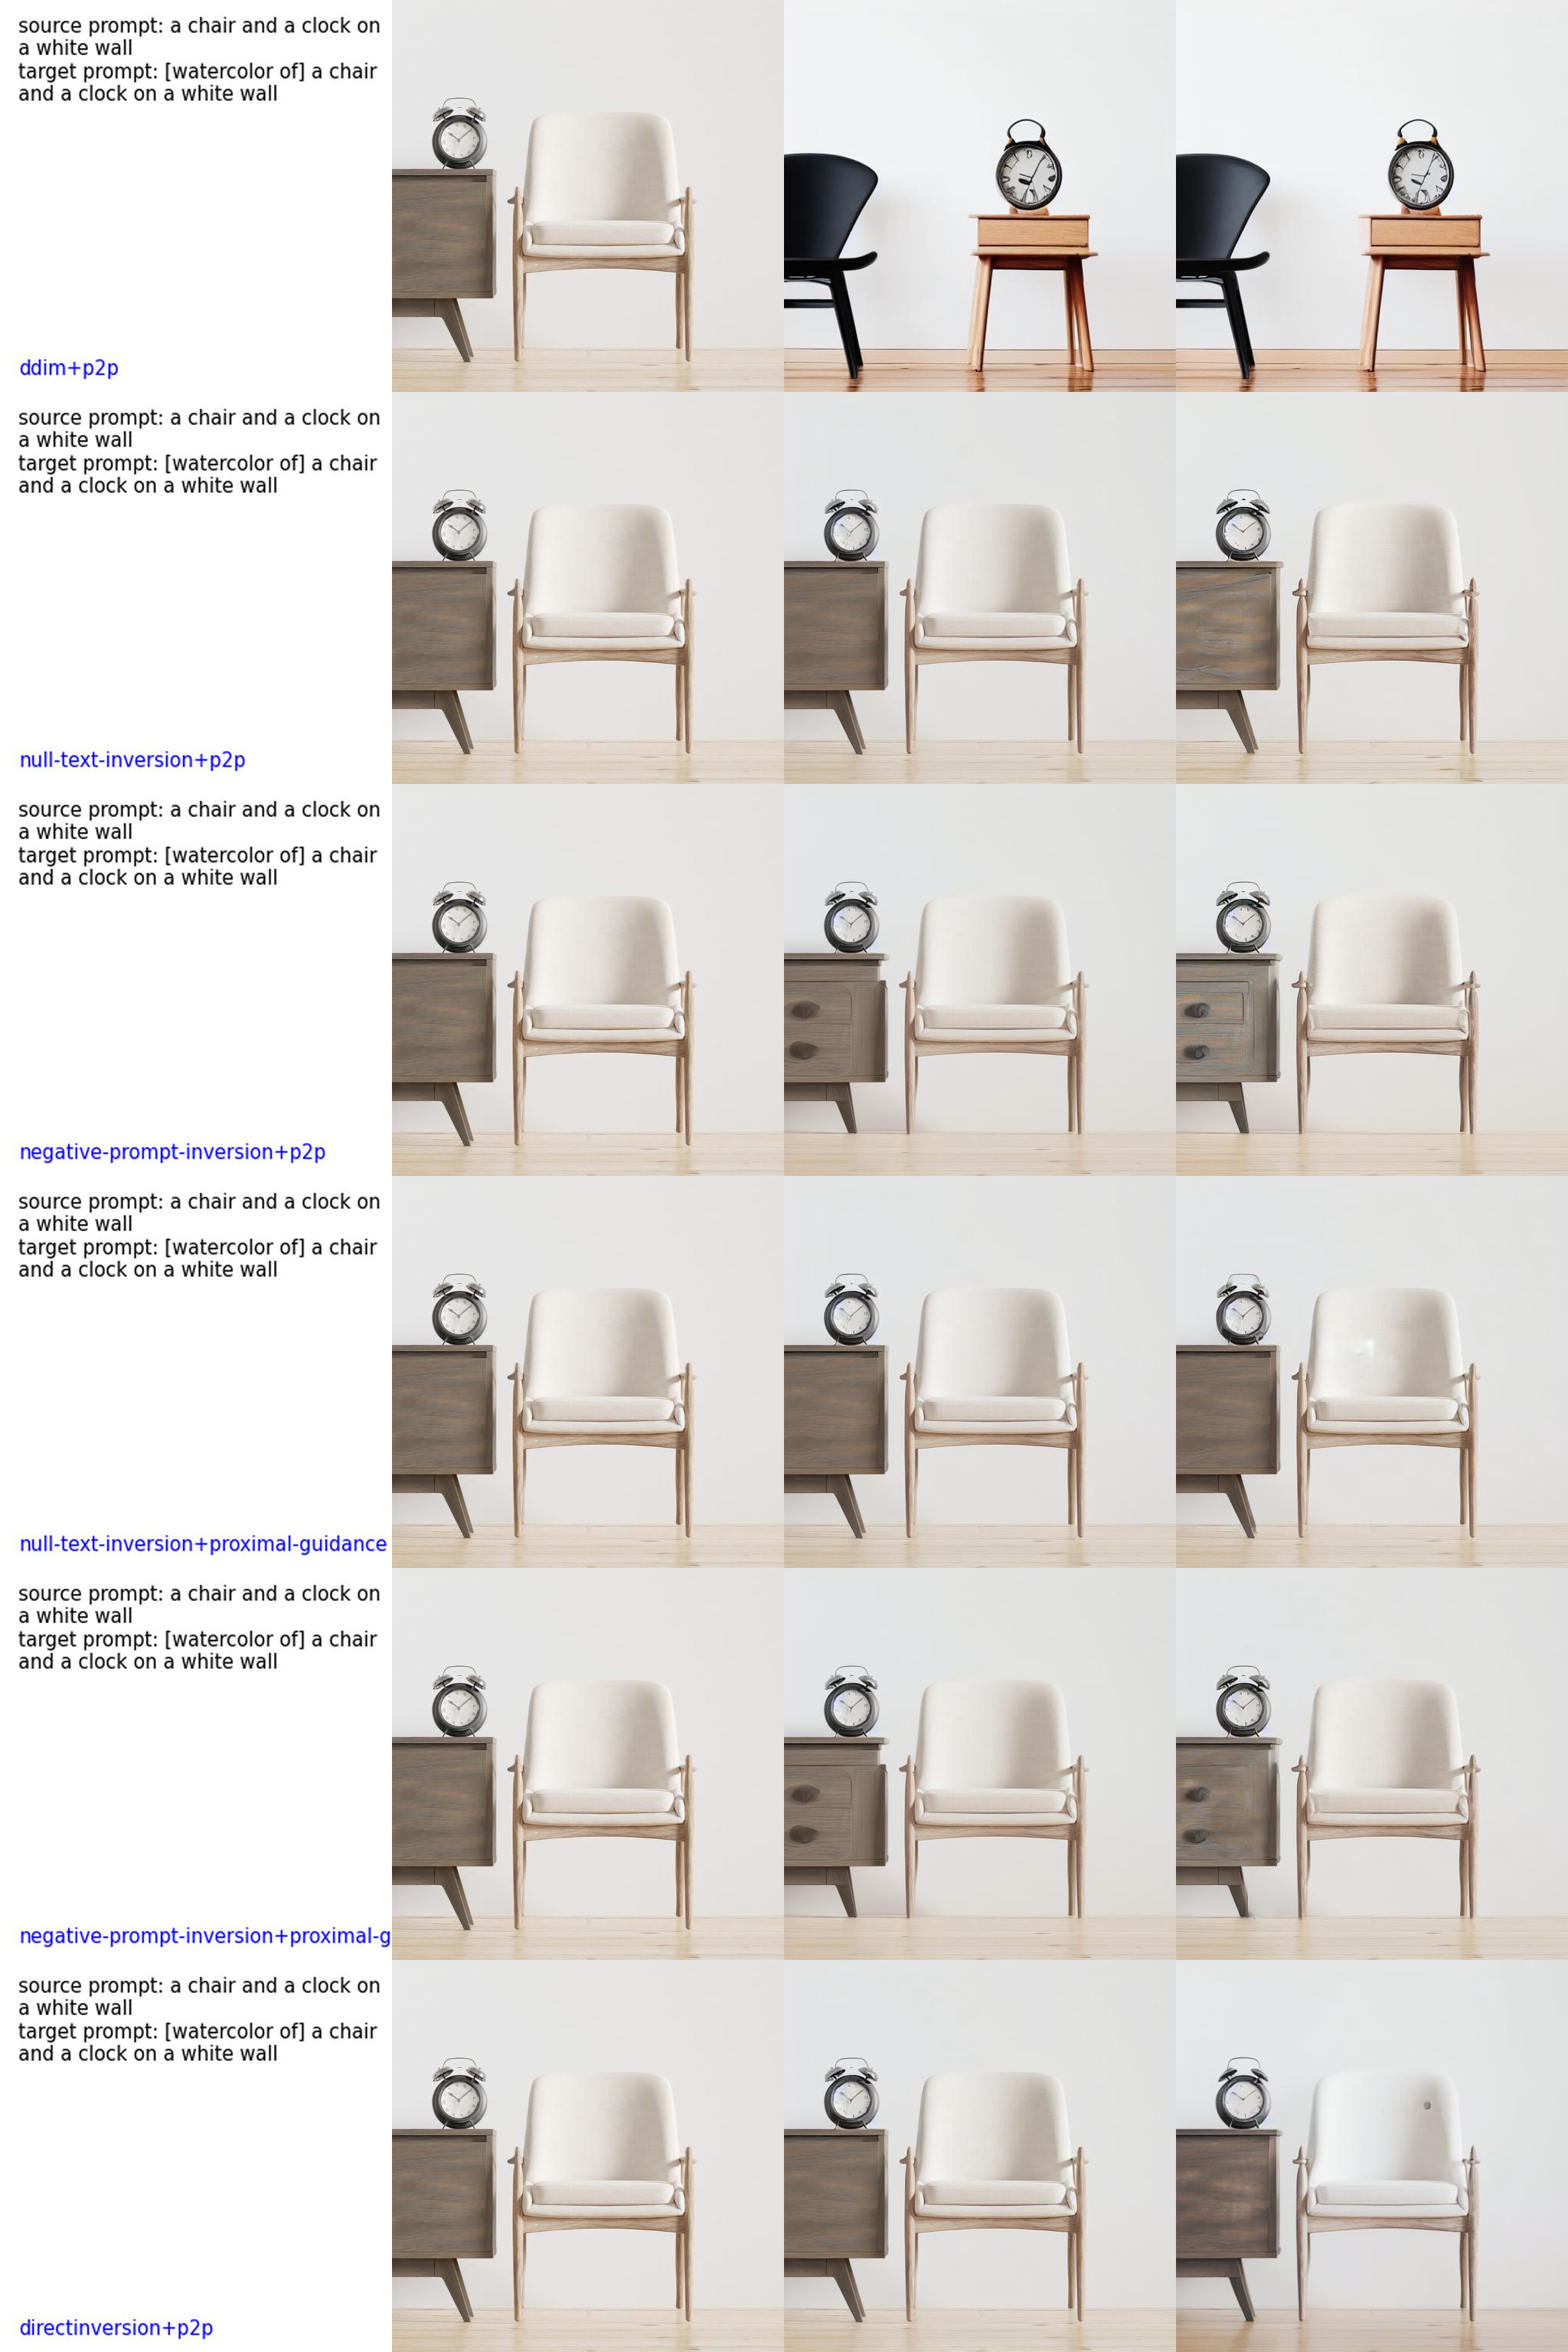 source prompt: a chair and a clock on
a white wall
target prompt: [watercolor of] a chair
and a clock on a white wall
ddim+p2p
source prompt: a chair and a clock on
a white wall
target prompt: [watercolor of] a chair
and a clock on a white wall
null-text-inversion+p2p
source prompt: a chair and a clock on
a white wall
target prompt: [watercolor of] a chair
and a clock on a white wall
negative-prompt-inversion+p2p
source prompt: a chair and a clock on
a white wall
target prompt: [watercolor of] a chair
and a clock on a white wall
null-text-inversion+proximal-guidance
source prompt: a chair and a clock on
a white wall
target prompt: [watercolor of] a chair
and a clock on a white wall
negative-prompt-inversion+proximal-g
source prompt: a chair and a clock on
a white wall
target prompt: [watercolor of] a chair
and a clock on a white wall
directinversion+p2p